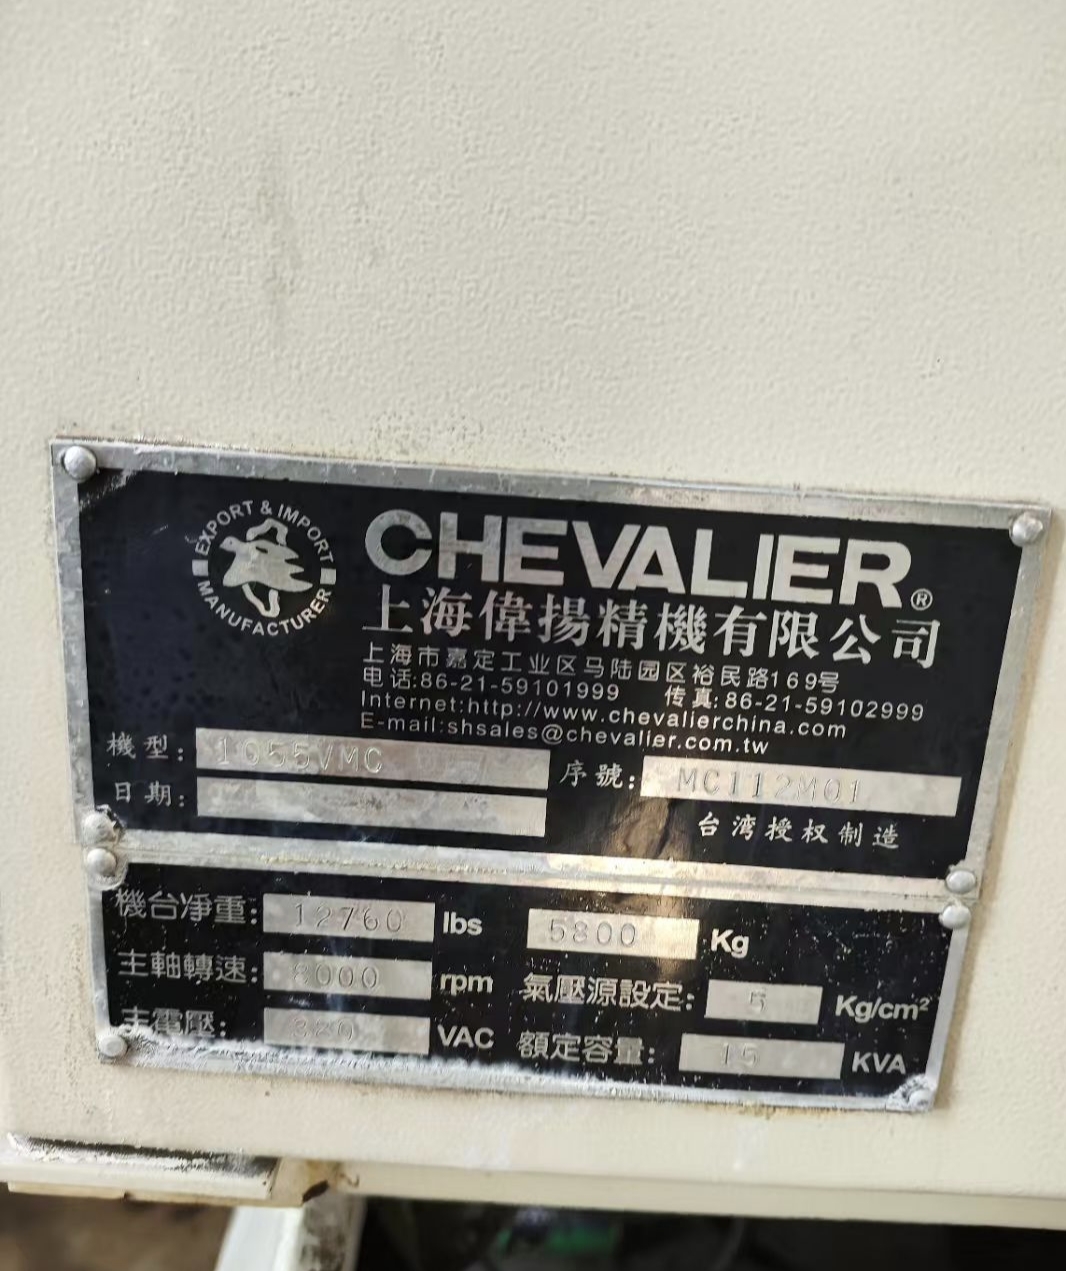 EXPORT & IMPORT
MANUFACTURER
CHEVALIER®
上海偉揚精機有限公司
上海市嘉定工业区马陆园区裕民路169号
电话:86-21-59101999 传真:86-21-59102999
Internet:http://www.chevalierchina.com
E-mail:shsales@chevalier.com.tw
機型: 1055VMC 序號: MC112M01
日期:
台湾授权制造
機台净重: 12760 lbs 5800 Kg
主軸轉速: 8000 rpm 氣壓源設定: 5 Kg/cm²
主電壓: VAC 額定容量: 15 KVA